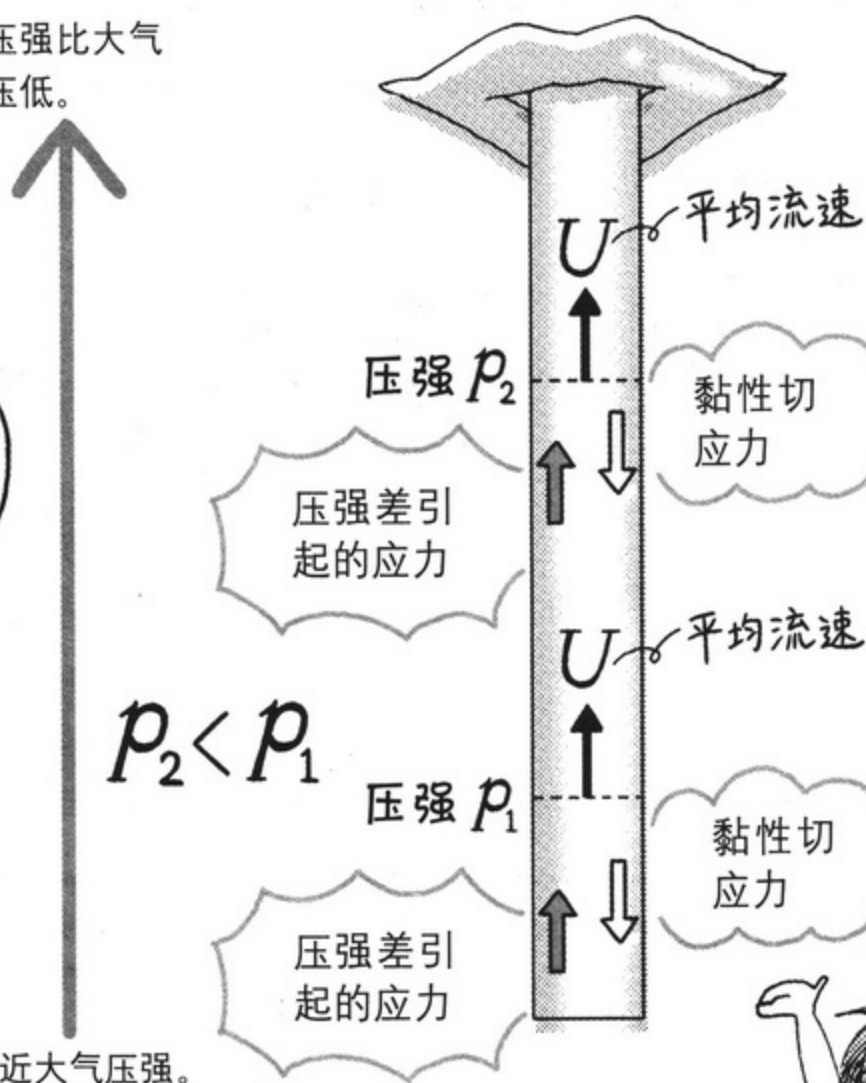 压强比大气
压低。
U 平均流速
压强 p₂
黏性切
应力
压强差引
起的应力
U 平均流速
p₂ < p₁
压强 p₁
黏性切
应力
压强差引
起的应力
近大气压强。